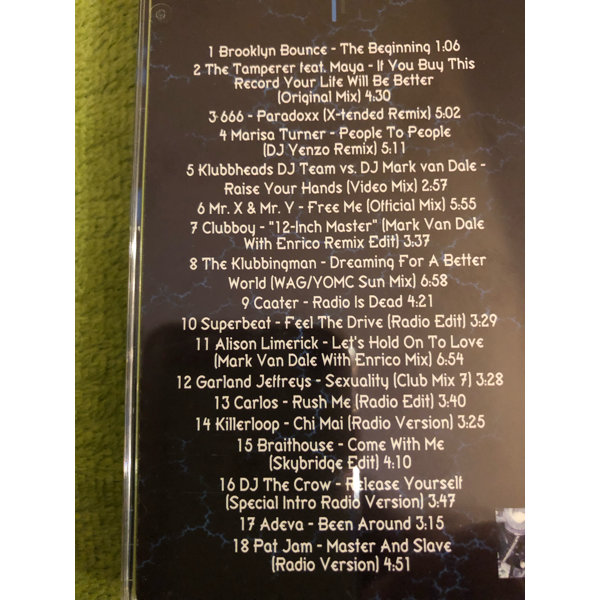 1 Brooklyn Bounce - The Beginning 1:06
2 The Tamperer feat. Maya - If You Buy This
Record Your Life Will Be Better
(Original Mix) 4:30
3 666 - Paradoxx (X-tended Remix) 5:02
4 Marisa Turner - People To People
(DJ Yenzo Remix) 5:11
5 Klubbheads DJ Team vs. DJ Mark van Dale -
Raise Your Hands (Video Mix) 2:57
6 Mr. X & Mr. Y - Free Me (Official Mix) 5:55
7 Clubboy - "12-Inch Master" (Mark Van Dale
With Enrico Remix Edit) 3:37
8 The Klubbingman - Dreaming For A Better
World (WAG/YOMC Sun Mix) 6:58
9 Caater - Radio Is Dead 4:21
10 Superbeat - Feel The Drive (Radio Edit) 3:29
11 Alison Limerick - Let's Hold On To Love
(Mark Van Dale With Enrico Mix) 6:54
12 Garland Jeffreys - Sexuality (Club Mix 7) 3:28
13 Carlos - Rush Me (Radio Edit) 3:40
14 Killerloop - Chi Mai (Radio Version) 3:25
15 Braithouse - Come With Me
(Skybridge Edit) 4:10
16 DJ The Crow - Release Yourself
(Special Intro Radio Version) 3:47
17 Adeva - Been Around 3:15
18 Pat Jam - Master And Slave
(Radio Version) 4:51